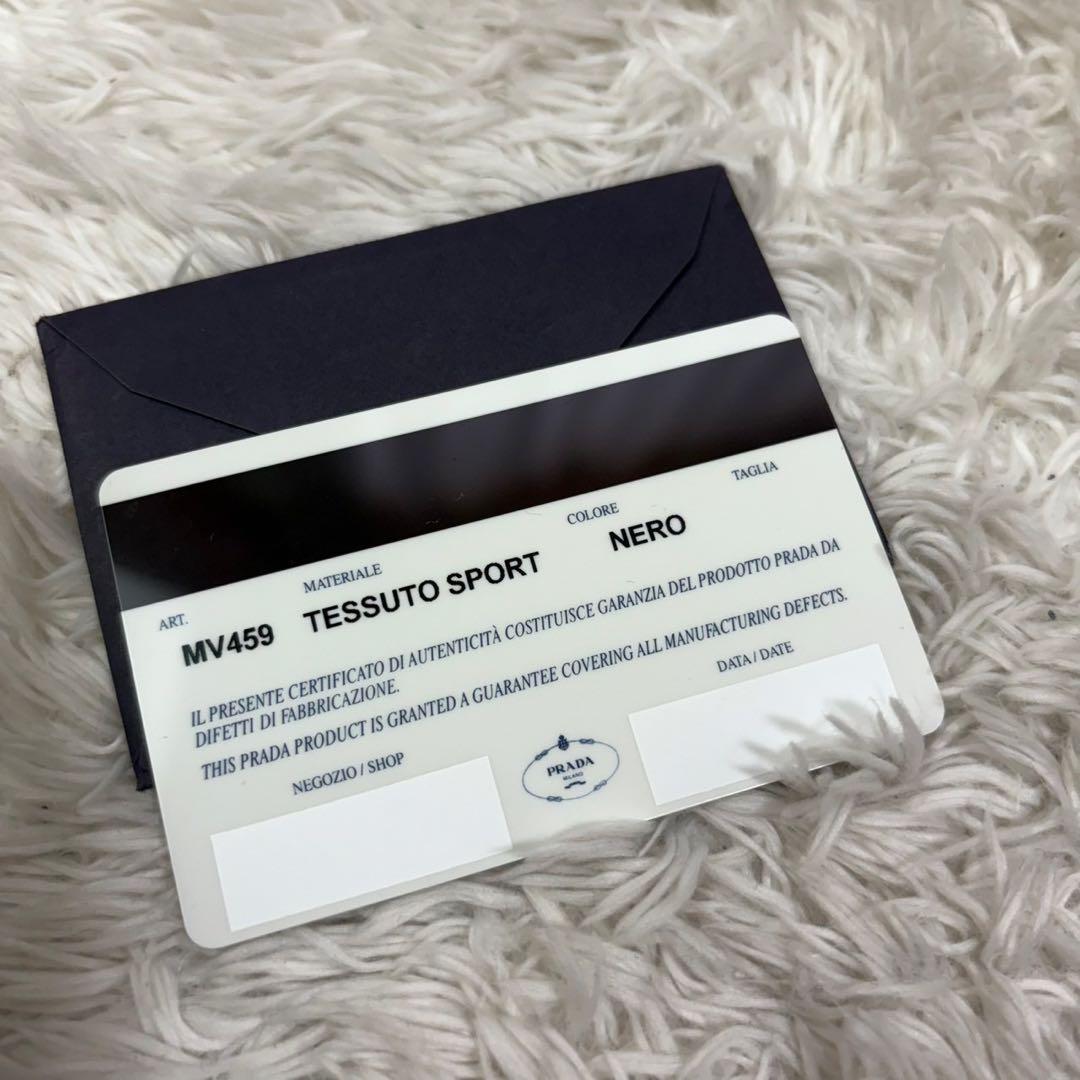 ART. MATERIALE COLORE TAGLIA
MV459 TESSUTO SPORT NERO
IL PRESENTE CERTIFICATO DI AUTENTICITÀ COSTITUISCE GARANZIA DEL PRODOTTO PRADA DA
DIFETTI DI FABBRICAZIONE.
THIS PRADA PRODUCT IS GRANTED A GUARANTEE COVERING ALL MANUFACTURING DEFECTS.
NEGOZIO / SHOP
DATA / DATE
PRADA
MILANO